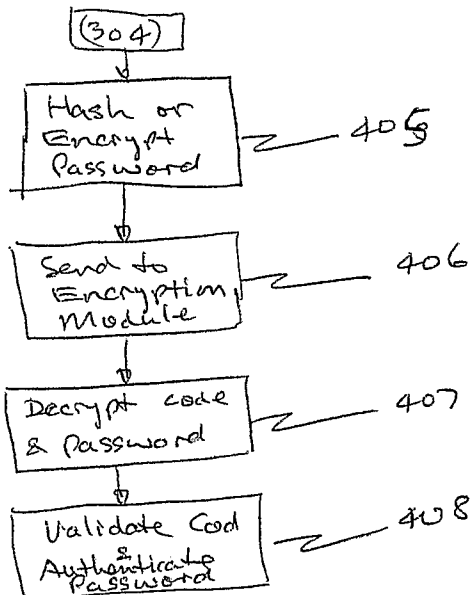 (304)
Hash or
Encrypt
Password
405
Send to
Encryption
Module
406
Decrypt code
& Password
407
Validate Cod
&
Authenticate
Password
408